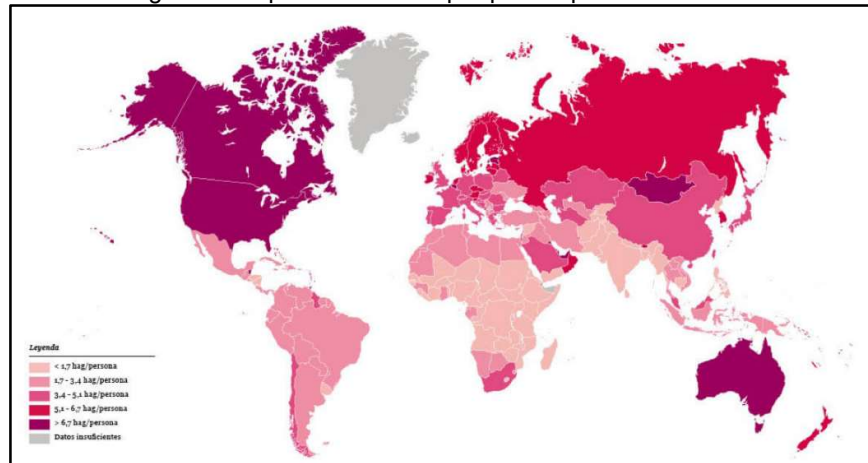 Leyenda
< 1,7 hag/persona
1,7 - 3,4 hag/persona
3,4 - 5,1 hag/persona
5,1 - 6,7 hag/persona
> 6,7 hag/persona
Datos insuficientes